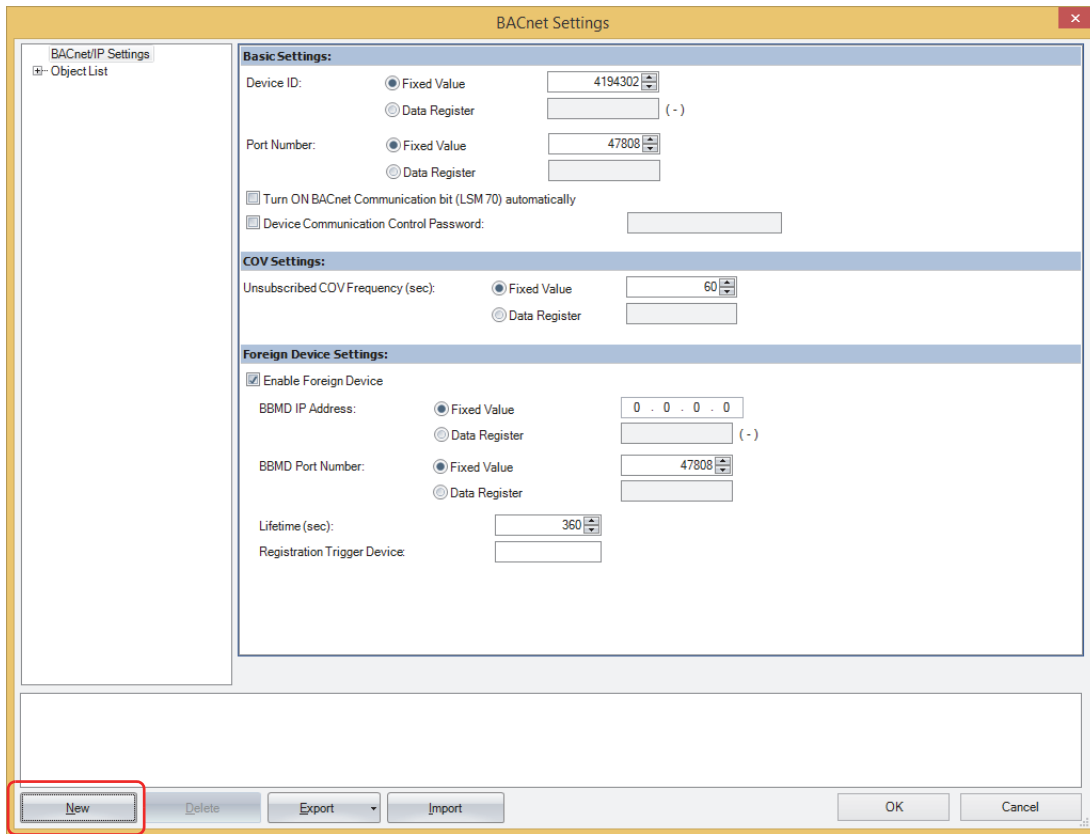 BACnet Settings
BACnet/IP Settings
Object List
Basic Settings:
Device ID: Fixed Value 4194302
Data Register (-)
Port Number: Fixed Value 47808
Data Register
Turn ON BACnet Communication bit (LSM 70) automatically
Device Communication Control Password:
COV Settings:
Unsubscribed COV Frequency (sec): Fixed Value 60
Data Register
Foreign Device Settings:
Enable Foreign Device
BBMD IP Address: Fixed Value 0 . 0 . 0 . 0
Data Register (-)
BBMD Port Number: Fixed Value 47808
Data Register
Lifetime (sec): 360
Registration Trigger Device:
New Delete Export Import OK Cancel